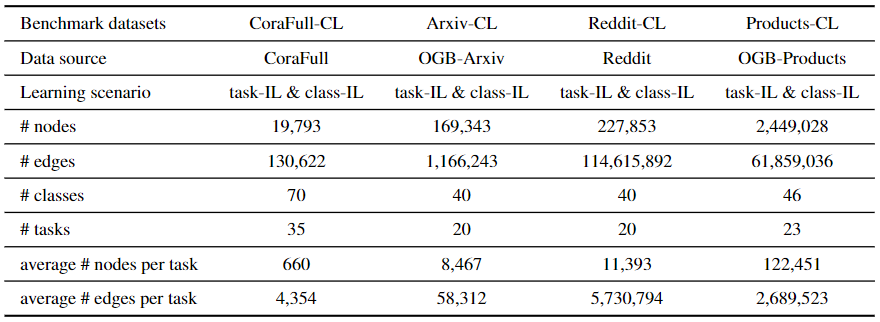 Benchmark datasets CoraFull-CL Arxiv-CL Reddit-CL Products-CL
Data source CoraFull OGB-Arxiv Reddit OGB-Products
Learning scenario task-IL & class-IL task-IL & class-IL task-IL & class-IL task-IL & class-IL
# nodes 19,793 169,343 227,853 2,449,028
# edges 130,622 1,166,243 114,615,892 61,859,036
# classes 70 40 40 46
# tasks 35 20 20 23
average # nodes per task 660 8,467 11,393 122,451
average # edges per task 4,354 58,312 5,730,794 2,689,523